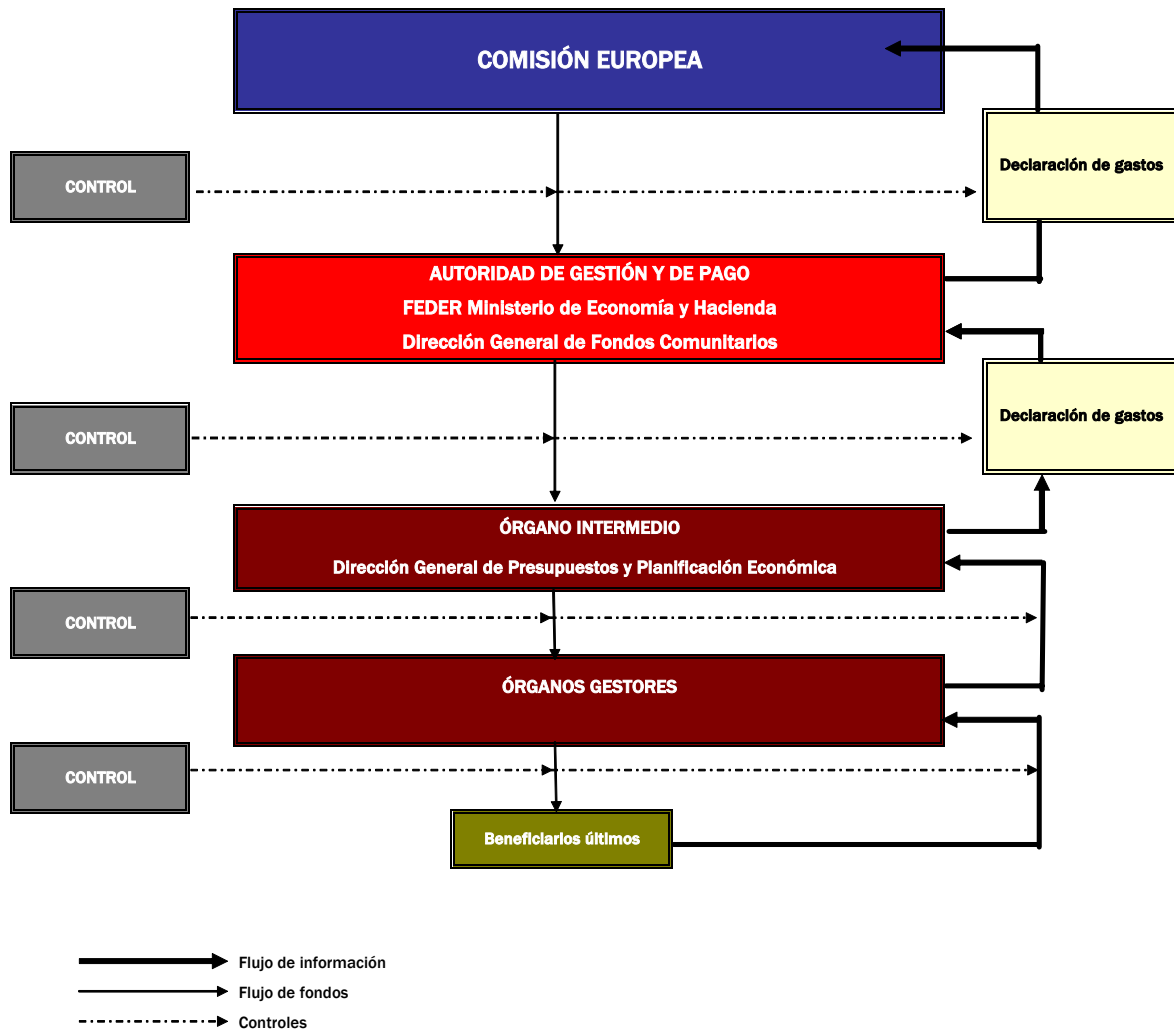 COMISIÓN EUROPEA
Declaración de gastos
CONTROL
AUTORIDAD DE GESTIÓN Y DE PAGO
FEDER Ministerio de Economía y Hacienda
Dirección General de Fondos Comunitarios
Declaración de gastos
CONTROL
ÓRGANO INTERMEDIO
Dirección General de Presupuestos y Planificación Económica
CONTROL
ÓRGANOS GESTORES
CONTROL
Beneficiarios últimos
Flujo de información
Flujo de fondos
Controles